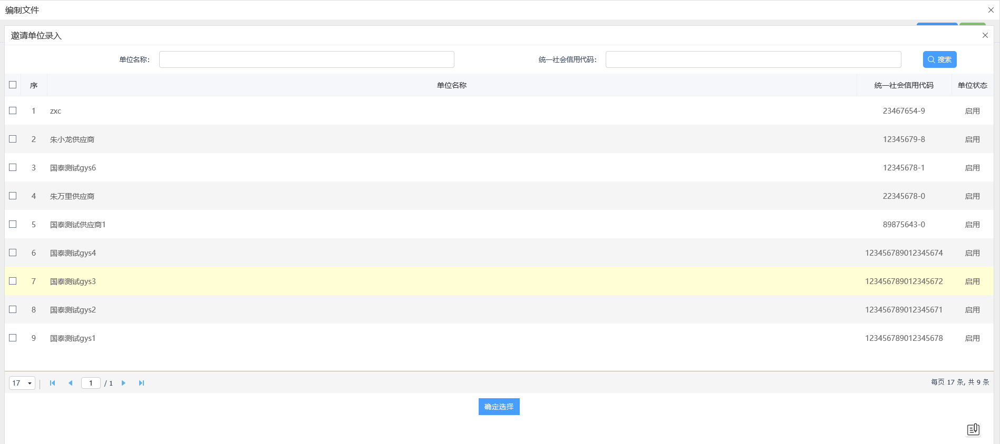 编制文件
邀请单位录入
单位名称: 统一社会信用代码: 搜索
序 单位名称 统一社会信用代码 单位状态
1 zxc 23467654-9 启用
2 朱小龙供应商 12345679-8 启用
3 国泰测试gys6 12345678-1 启用
4 朱万里供应商 22345678-0 启用
5 国泰测试供应商1 89875643-0 启用
6 国泰测试gys4 123456789012345674 启用
7 国泰测试gys3 123456789012345672 启用
8 国泰测试gys2 123456789012345671 启用
9 国泰测试gys1 123456789012345678 启用
17 1 / 1 每页 17 条, 共 9 条
确定选择